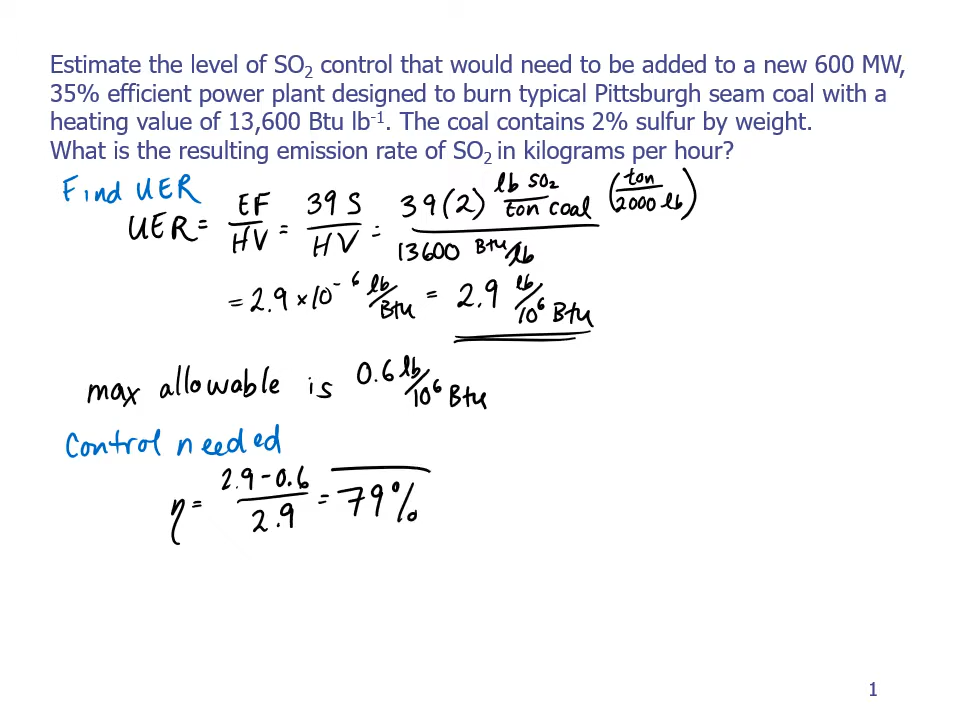 Estimate the level of SO₂ control that would need to be added to a new 600 MW,
35% efficient power plant designed to burn typical Pittsburgh seam coal with a
heating value of 13,600 Btu lb⁻¹. The coal contains 2% sulfur by weight.
What is the resulting emission rate of SO₂ in kilograms per hour?
Find UER
UER = EF/HV = 39 S/HV = 39(2) lb SO₂/ton coal (ton/2000 lb) / 13600 Btu/lb
= 2.9 × 10⁻⁶ lb/Btu = 2.9 lb/10⁶ Btu
max allowable is 0.6 lb/10⁶ Btu
Control needed
η = 2.9 - 0.6/2.9 = 79%
1